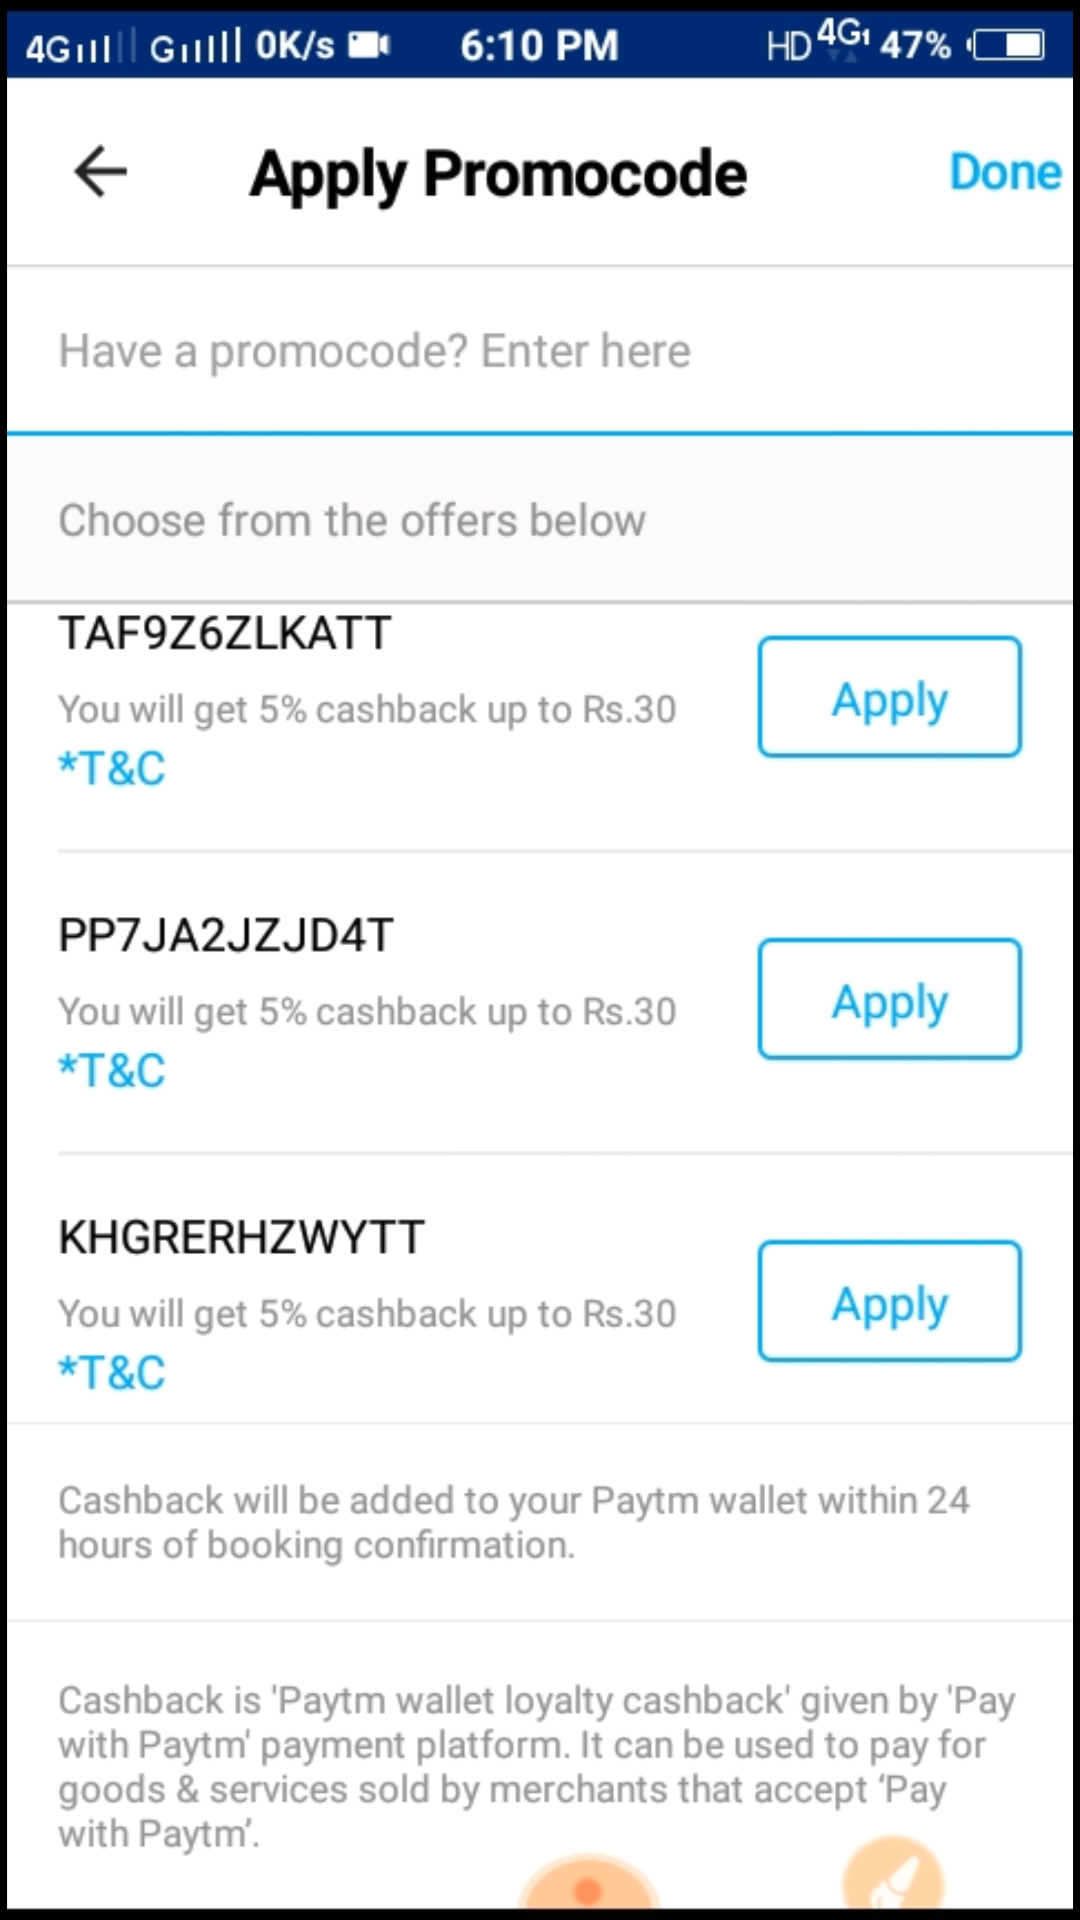 4G G 0K/s 6:10 PM HD 4G1 47%
Apply Promocode Done
Have a promocode? Enter here
Choose from the offers below
TAF9Z6ZLKATT
Apply
You will get 5% cashback up to Rs.30
*T&C
PP7JA2JZJD4T
Apply
You will get 5% cashback up to Rs.30
*T&C
KHGRERHZWYTT
Apply
You will get 5% cashback up to Rs.30
*T&C
Cashback will be added to your Paytm wallet within 24
hours of booking confirmation.
Cashback is 'Paytm wallet loyalty cashback' given by 'Pay
with Paytm' payment platform. It can be used to pay for
goods & services sold by merchants that accept ‘Pay
with Paytm’.